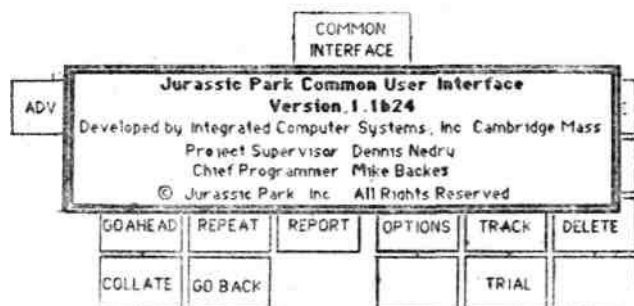 COMMON
INTERFACE
ADV
Jurassic Park Common User Interface
Version 1.1b24
Developed by Integrated Computer Systems, Inc Cambridge Mass
Project Supervisor Dennis Nedry
Chief Programmer Mike Backes
© Jurassic Park Inc All Rights Reserved
E
GO AHEAD REPEAT REPORT OPTIONS TRACK DELETE
COLLATE GO BACK TRIAL